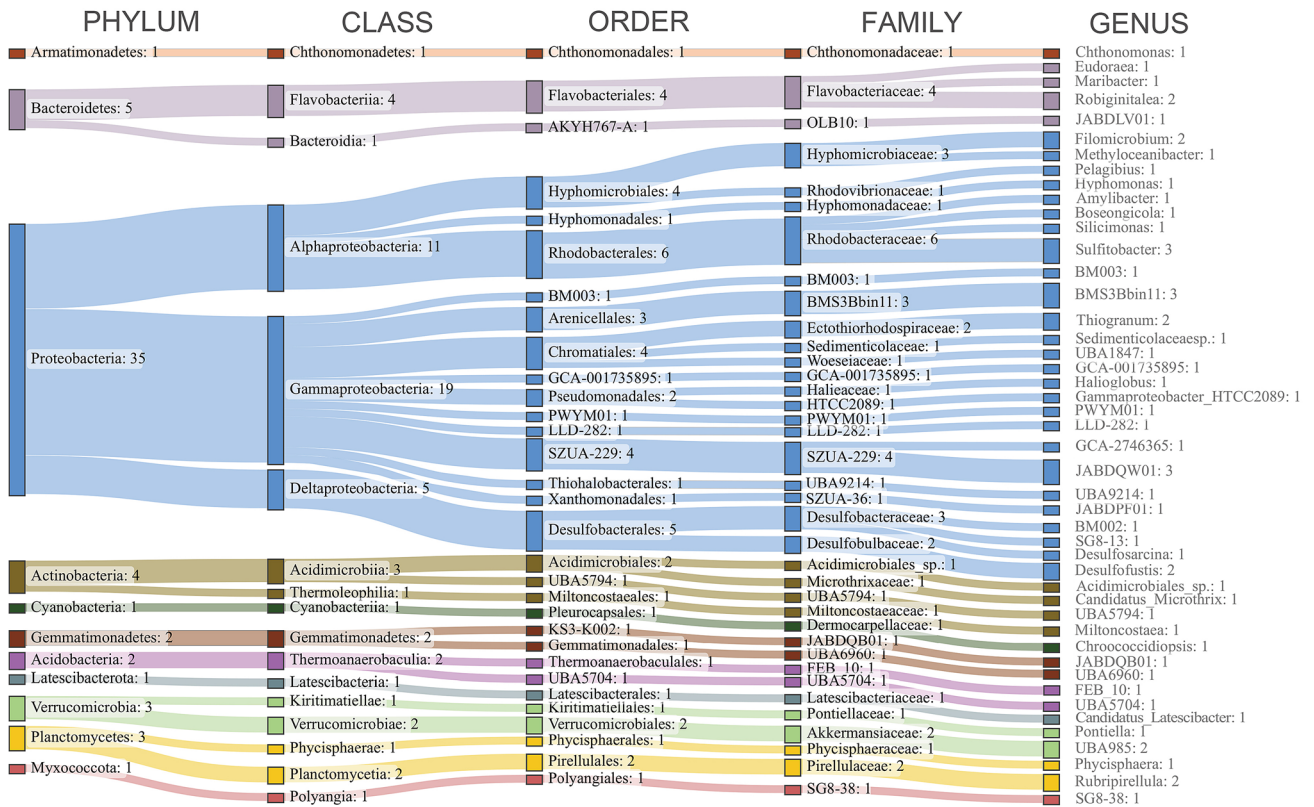 PHYLUM
CLASS
ORDER
FAMILY
GENUS
Armatimonadetes: 1
Bacteroidetes: 5
Proteobacteria: 35
Actinobacteria: 4
Cyanobacteria: 1
Gemmatimonadetes: 2
Acidobacteria: 2
Latescibacterota: 1
Verrucomicrobia: 3
Planctomycetes: 3
Myxococcota: 1
Chthonomonadetes: 1
Flavobacteriia: 4
Bacteroidia: 1
Alphaproteobacteria: 11
Gammaproteobacteria: 19
Deltaproteobacteria: 5
Acidimicrobiia: 3
Thermoleophilia: 1
Cyanobacteriia: 1
Gemmatimonadetes: 2
Thermoanaerobaculia: 2
Latescibacteria: 1
Kiritimatiellae: 1
Verrucomicrobiae: 2
Phycisphaerae: 1
Planctomycetia: 2
Polyangia: 1
Chthonomonadales: 1
Flavobacteriales: 4
AKYH767-A: 1
Hyphomicrobiales: 4
Hyphomonadales: 1
Rhodobacterales: 6
BM003: 1
Arenicellales: 3
Chromatiales: 4
GCA-001735895: 1
Pseudomonadales: 2
PWYM01: 1
LLD-282: 1
SZUA-229: 4
Thiohalobacterales: 1
Xanthomonadales: 1
Desulfobacterales: 5
Acidimicrobiales: 2
UBA5794: 1
Miltoncostaeales: 1
Pleurocapsales: 1
KS3-K002: 1
Gemmatimonadales: 1
Thermoanaerobaculales: 1
UBA5704: 1
Latescibacterales: 1
Kiritimatiellales: 1
Verrucomicrobiales: 2
Phycisphaerales: 1
Pirellulales: 2
Polyangiales: 1
Chthonomonadaceae: 1
Flavobacteriaceae: 4
OLB10: 1
Hyphomicrobiaceae: 3
Rhodovibrionaceae: 1
Hyphomonadaceae: 1
Rhodobacteraceae: 6
BM003: 1
BMS3Bbin11: 3
Ectothiorhodospiraceae: 2
Sedimenticolaceae: 1
Woeseiaceae: 1
GCA-001735895: 1
Halieaceae: 1
HTCC2089: 1
PWYM01: 1
LLD-282: 1
SZUA-229: 4
UBA9214: 1
SZUA-36: 1
Desulfobacteraceae: 3
Desulfobulbaceae: 2
Acidimicrobiales_sp.: 1
Microthrixaceae: 1
UBA5794: 1
Miltoncostaeaceae: 1
Dermocarpellaceae: 1
JABDQB01: 1
UBA6960: 1
FEB_10: 1
UBA5704: 1
Latescibacteriaceae: 1
Pontiellaceae: 1
Akkermansiaceae: 2
Phycisphaeraceae: 1
Pirellulaceae: 2
SG8-38: 1
Chthonomonas: 1
Eudoraea: 1
Maribacter: 1
Robiginitalea: 2
JABDLV01: 1
Filomicrobium: 2
Methyloceanibacter: 1
Pelagibius: 1
Hyphomonas: 1
Amylibacter: 1
Boseongicola: 1
Silicimonas: 1
Sulfitobacter: 3
BM003: 1
BMS3Bbin11: 3
Thiogranum: 2
Sedimenticolaceaesp.: 1
UBA1847: 1
GCA-001735895: 1
Halioglobus: 1
Gammaproteobacter_HTCC2089: 1
PWYM01: 1
LLD-282: 1
GCA-2746365: 1
JABDQW01: 3
UBA9214: 1
JABDPF01: 1
BM002: 1
SG8-13: 1
Desulfosarcina: 1
Desulfofustis: 2
Acidimicrobiales_sp.: 1
Candidatus_Microthrix: 1
UBA5794: 1
Miltoncostaea: 1
Chroococcidiopsis: 1
JABDQB01: 1
UBA6960: 1
FEB_10: 1
UBA5704: 1
Candidatus_Latescibacter: 1
Pontiella: 1
UBA985: 2
Phycisphaera: 1
Rubripirellula: 2
SG8-38: 1